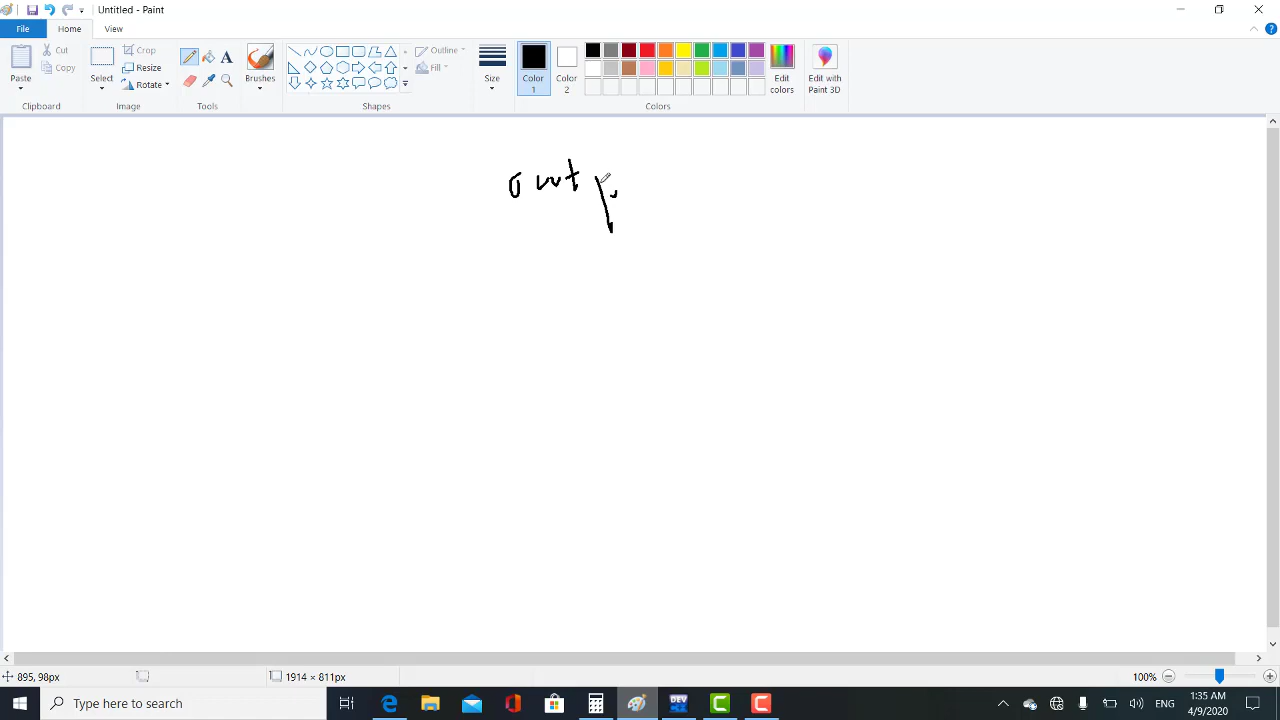 Untitled - Paint
File Home View
Paste Cut Copy Clipboard
Select Crop Resize Rotate Image
Tools
Brushes
Outline Fill Shapes
Size
Color 1 Color 2 Edit colors Colors
Edit with Paint 3D
out
895, 98px 1914 × 811px 100%
Type here to search DEV ENG 1:35 AM
4/9/2020